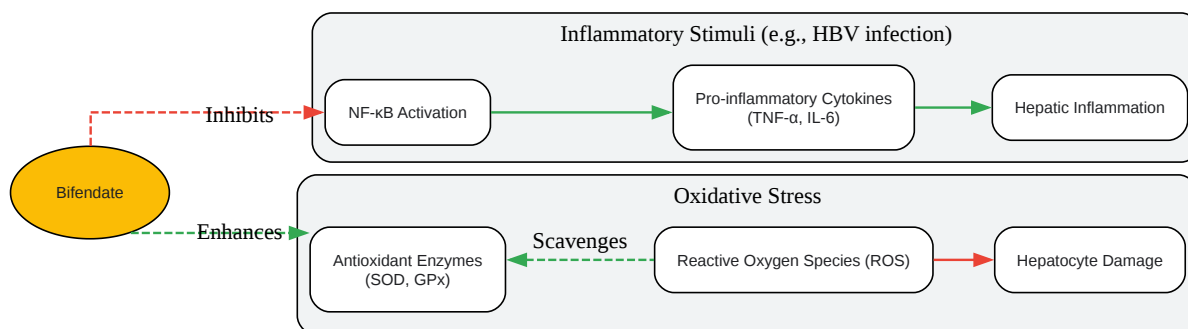 Inflammatory Stimuli (e.g., HBV infection)
Inhibits
NF-κB Activation
Pro-inflammatory Cytokines
(TNF-α, IL-6)
Hepatic Inflammation
Bifendate
Oxidative Stress
Enhances
Antioxidant Enzymes
(SOD, GPx)
Scavenges
Reactive Oxygen Species (ROS)
Hepatocyte Damage